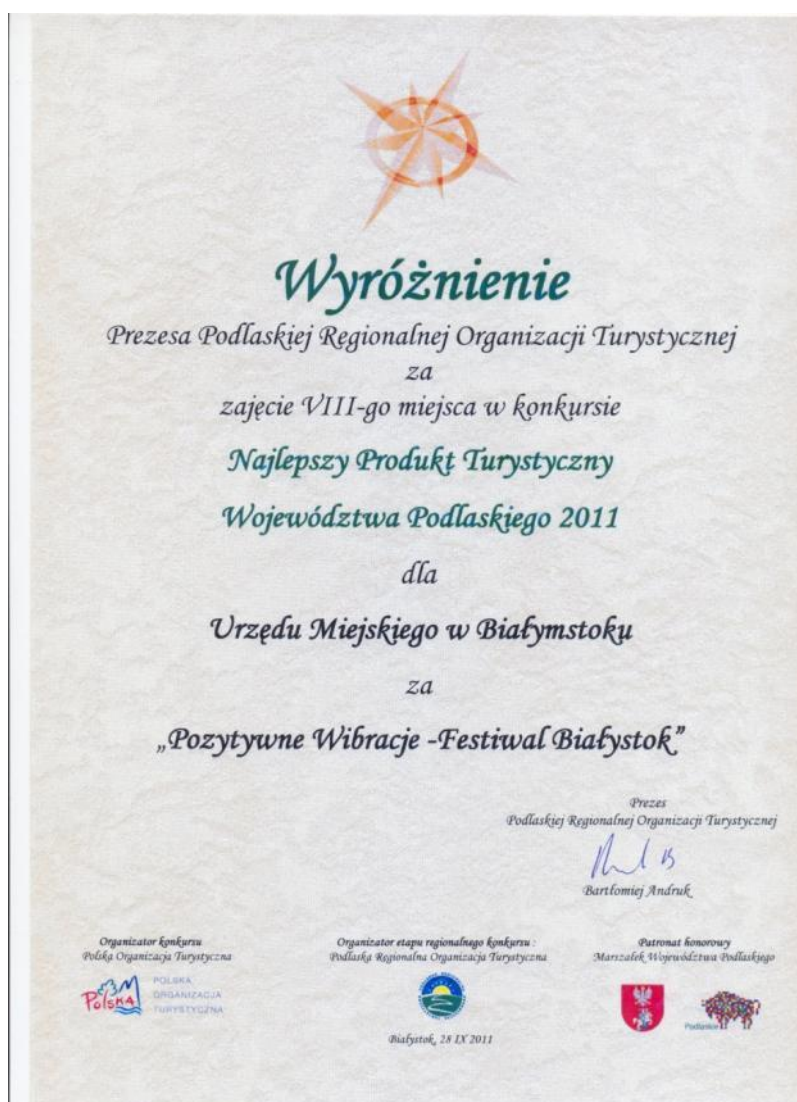 Wyróżnienie
Prezesa Podlaskiej Regionalnej Organizacji Turystycznej
za
zajęcie VIII-go miejsca w konkursie
Najlepszy Produkt Turystyczny
Województwa Podlaskiego 2011
dla
Urzędu Miejskiego w Białymstoku
za
„Pozytywne Wibracje -Festiwal Białystok”
Prezes
Podlaskiej Regionalnej Organizacji Turystycznej
Bartłomiej Andruk
Organizator konkursu
Polska Organizacja Turystyczna
Polska
POLSKA
ORGANIZACJA
TURYSTYCZNA
Organizator etapu regionalnego konkursu :
Podlaska Regionalna Organizacja Turystyczna
Białystok, 28 IX 2011
Patronat honorowy
Marszałek Województwa Podlaskiego
Podlaskie